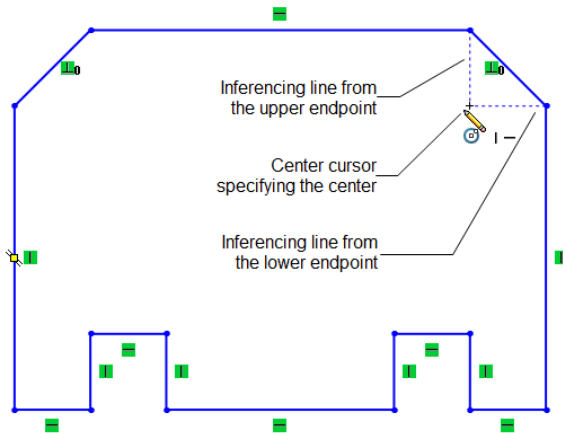 Inferencing line from
the upper endpoint
Center cursor
specifying the center
Inferencing line from
the lower endpoint